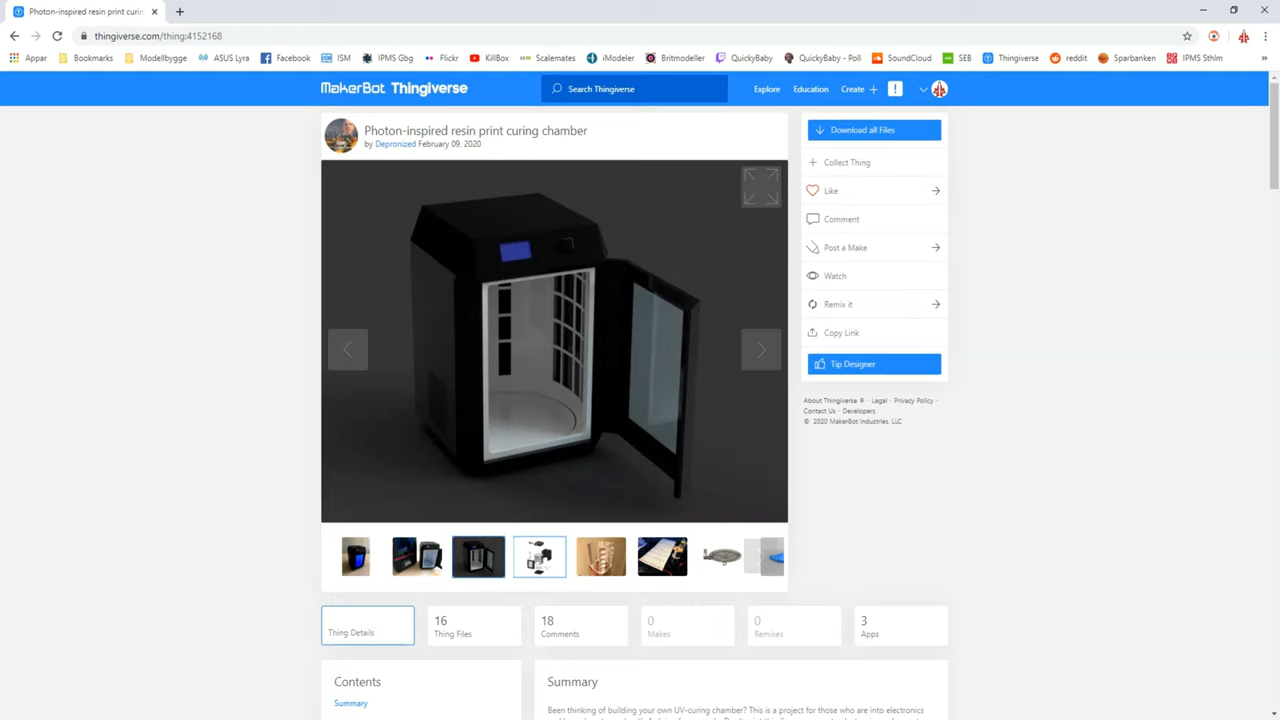 Photon-inspired resin print curin
thingiverse.com/thing:4152168
Appar Bookmarks Modellbygge ASUS Lyra Facebook ISM IPMS Gbg Flickr KillBox Scalemates iModeler Britmodeller QuickyBaby QuickyBaby - Poll SoundCloud SEB Thingiverse reddit Sparbanken IPMS Sthlm »
MakerBot Thingiverse Search Thingiverse Explore Education Create +
Photon-inspired resin print curing chamber
by Depronized February 09, 2020
Download all Files
Collect Thing
Like
Comment
Post a Make
Watch
Remix it
Copy Link
Tip Designer
About Thingiverse ® · Legal · Privacy Policy ·
Contact Us · Developers
© 2020 MakerBot Industries, LLC
Thing Details
16
Thing Files
18
Comments
0
Makes
0
Remixes
3
Apps
Contents
Summary
Summary
Been thinking of building your own UV-curing chamber? This is a project for those who are into electronics